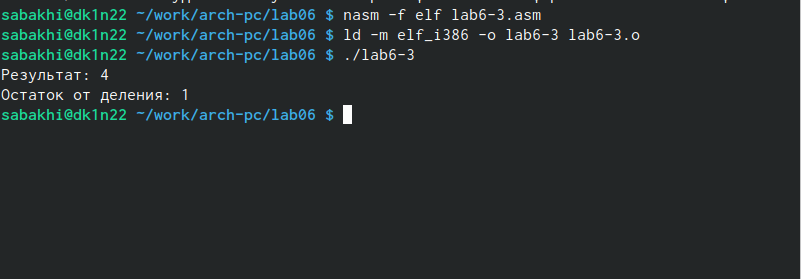 sabakhi@dk1n22 ~/work/arch-pc/lab06 $ nasm -f elf lab6-3.asm
sabakhi@dk1n22 ~/work/arch-pc/lab06 $ ld -m elf_i386 -o lab6-3 lab6-3.o
sabakhi@dk1n22 ~/work/arch-pc/lab06 $ ./lab6-3
Результат: 4
Остаток от деления: 1
sabakhi@dk1n22 ~/work/arch-pc/lab06 $